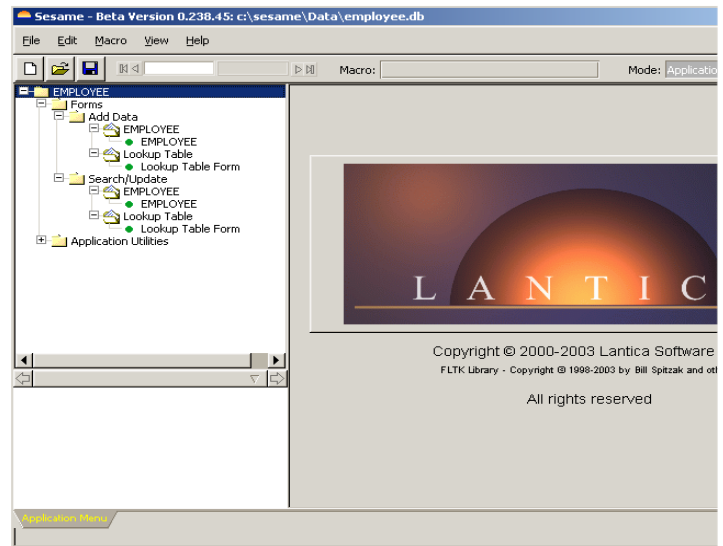 Sesame - Beta Version 0.238.45: c:\sesame\Data\employee.db
File Edit Macro View Help
Macro: Mode: Applicatio
EMPLOYEE
Forms
Add Data
EMPLOYEE
EMPLOYEE
Lookup Table
Lookup Table Form
Search/Update
EMPLOYEE
EMPLOYEE
Lookup Table
Lookup Table Form
Application Utilities
LANTIC
Copyright © 2000-2003 Lantica Software
FLTK Library - Copyright © 1998-2003 by Bill Spitzak and oth
All rights reserved
Application Menu